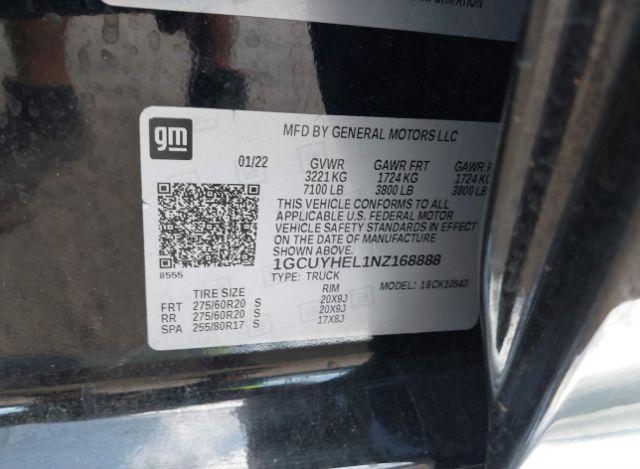 INFORMATION
gm
MFD BY GENERAL MOTORS LLC
01/22 GVWR GAWR FRT GAWR
3221 KG 1724 KG 1724 KG
7100 LB 3800 LB 3800 LB
THIS VEHICLE CONFORMS TO ALL
APPLICABLE U.S. FEDERAL MOTOR
VEHICLE SAFETY STANDARDS IN EFFECT
ON THE DATE OF MANUFACTURE
SHOWN ABOVE.
8555
1GCUYHEL1NZ168888
TYPE: TRUCK
MODEL: 18CK10543
TIRE SIZE RIM
FRT 275/60R20 S 20X9J
RR 275/60R20 S 20X9J
SPA 255/80R17 S 17X8J